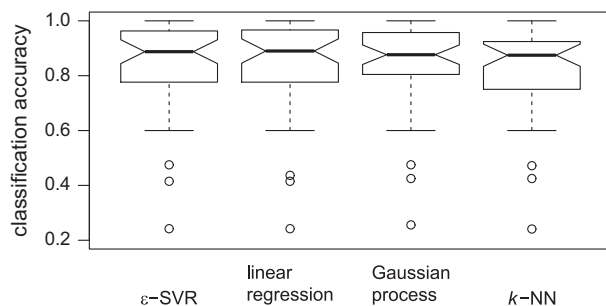 classification accuracy
1.0
0.8
0.6
0.4
0.2
ε−SVR
linear
regression
Gaussian
process
k−NN